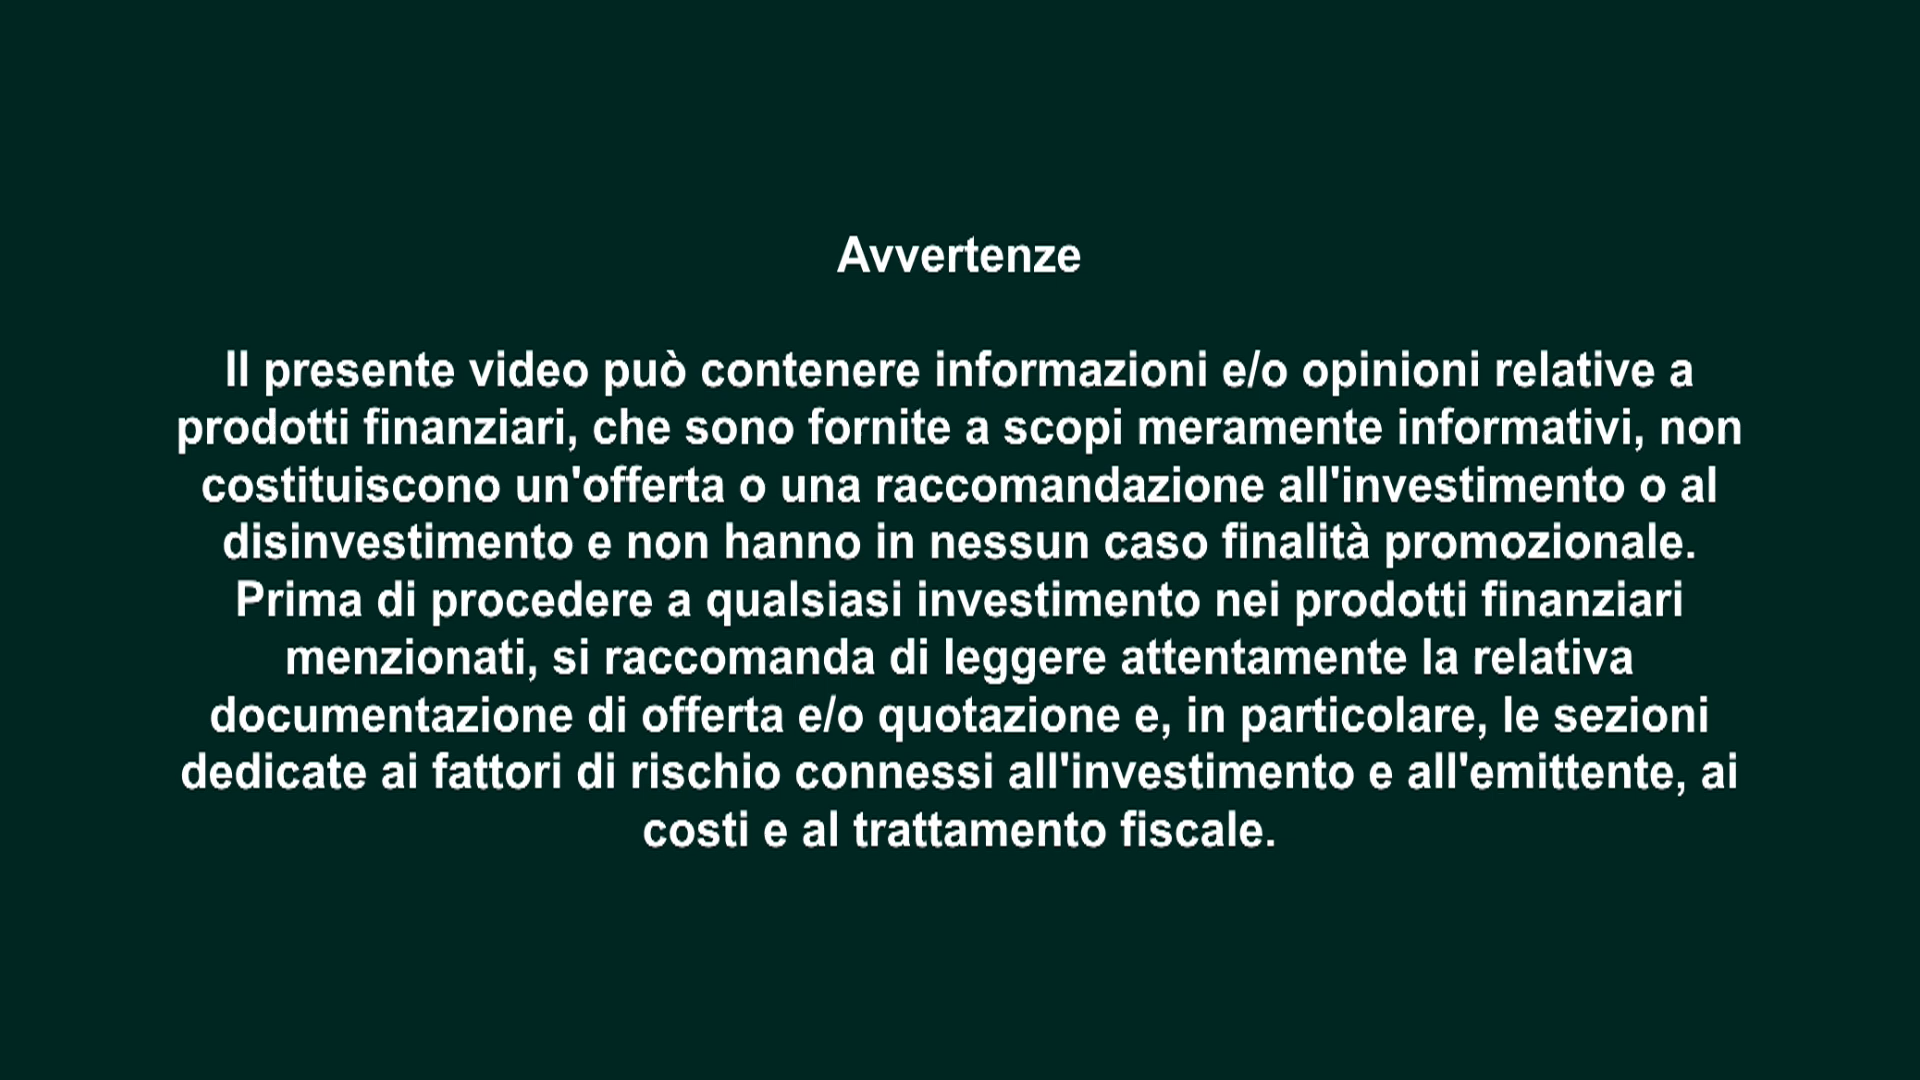 Avvertenze
Il presente video può contenere informazioni e/o opinioni relative a
prodotti finanziari, che sono fornite a scopi meramente informativi, non
costituiscono un'offerta o una raccomandazione all'investimento o al
disinvestimento e non hanno in nessun caso finalità promozionale.
Prima di procedere a qualsiasi investimento nei prodotti finanziari
menzionati, si raccomanda di leggere attentamente la relativa
documentazione di offerta e/o quotazione e, in particolare, le sezioni
dedicate ai fattori di rischio connessi all'investimento e all'emittente, ai
costi e al trattamento fiscale.